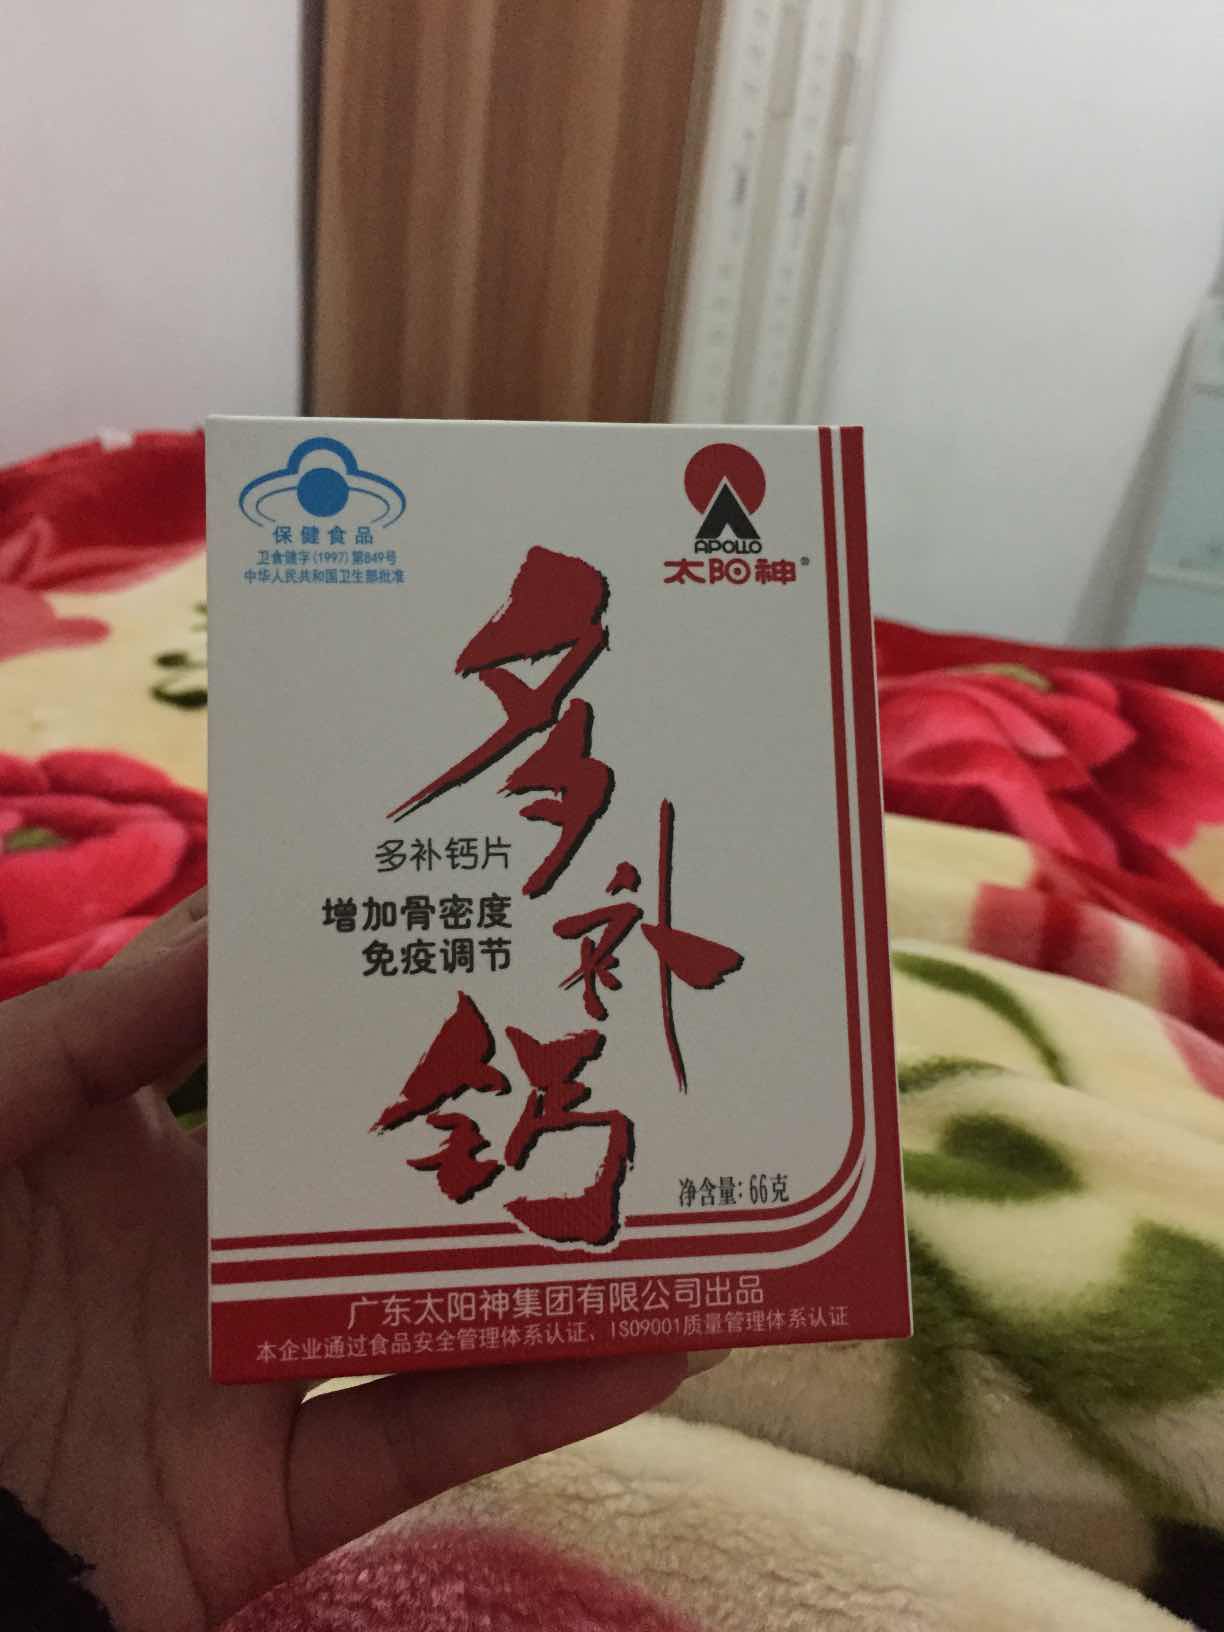 保健食品
卫食健字(1997)第849号
中华人民共和国卫生部批准
APOLLO
太阳神®
多补钙
多补钙片
增加骨密度
免疫调节
净含量:66克
广东太阳神集团有限公司出品
本企业通过食品安全管理体系认证、ISO9001质量管理体系认证